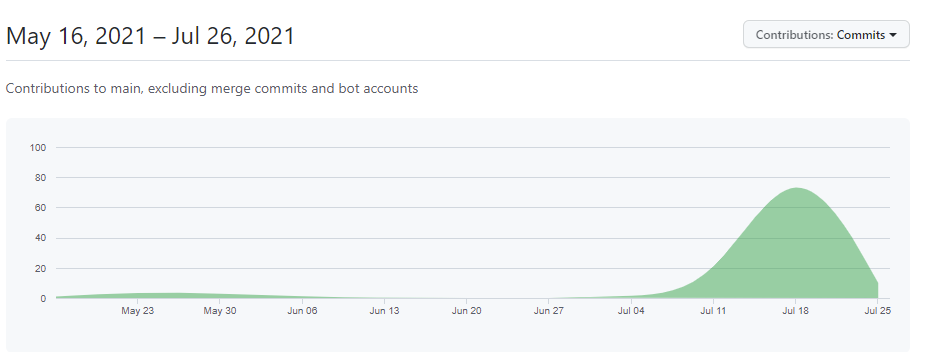 May 16, 2021 – Jul 26, 2021
Contributions: Commits
Contributions to main, excluding merge commits and bot accounts
100
80
60
40
20
0
May 23 May 30 Jun 06 Jun 13 Jun 20 Jun 27 Jul 04 Jul 11 Jul 18 Jul 25